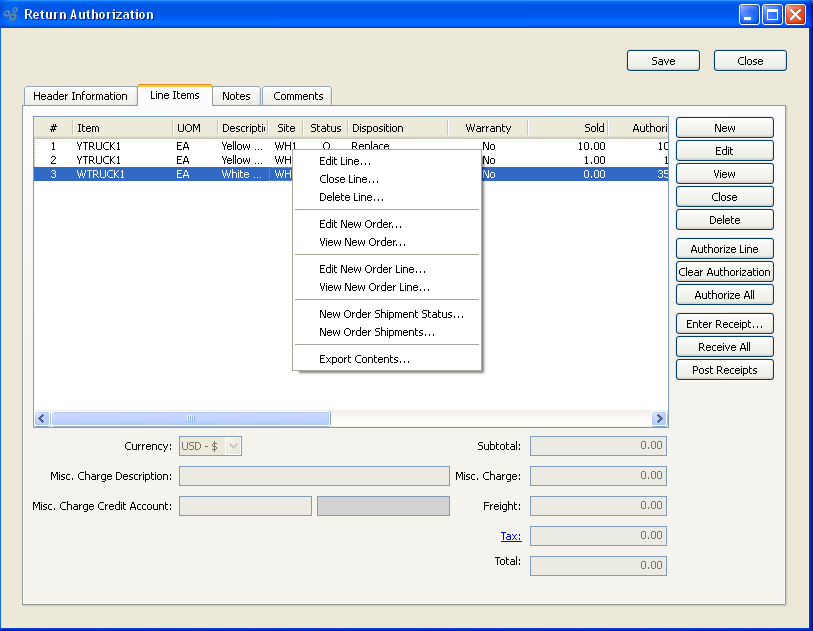 Return Authorization
Save Close
Header Information Line Items Notes Comments
# Item UOM Descripti Site Status Disposition Warranty Sold Authori
1 YTRUCK1 EA Yellow ... WH1 O Replace No 10.00 10
2 YTRUCK1 EA Yellow ... WH No 1.00 1
3 WTRUCK1 EA White ... WH No 0.00 35
Edit Line...
Close Line...
Delete Line...
Edit New Order...
View New Order...
Edit New Order Line...
View New Order Line...
New Order Shipment Status...
New Order Shipments...
Export Contents...
New
Edit
View
Close
Delete
Authorize Line
Clear Authorization
Authorize All
Enter Receipt...
Receive All
Post Receipts
Currency: USD - $ Subtotal: 0.00
Misc. Charge Description: Misc. Charge: 0.00
Misc. Charge Credit Account: Freight: 0.00
Tax: 0.00
Total: 0.00